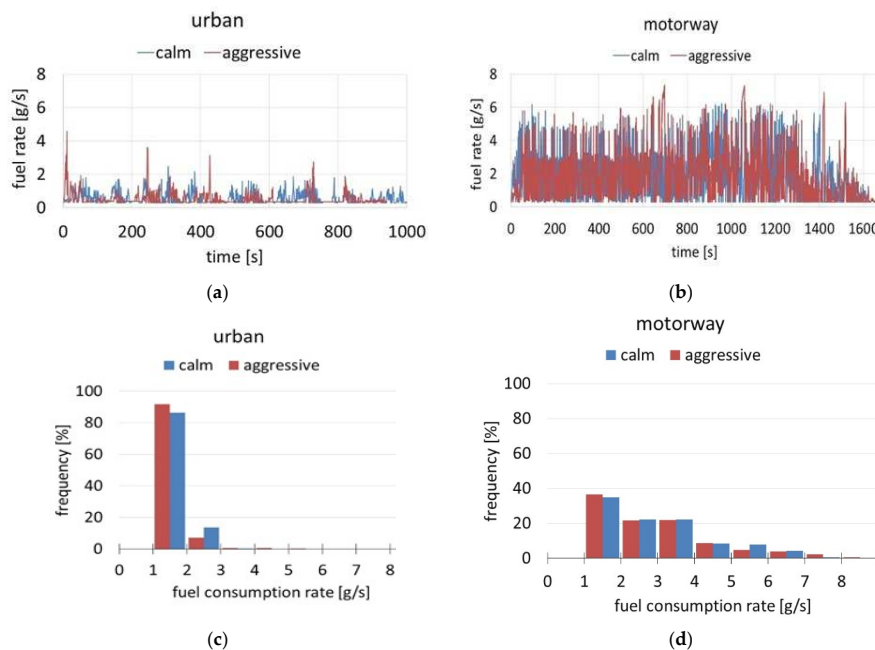 urban
calm aggressive
fuel rate [g/s]
8
6
4
2
0
0 200 400 600 800 1000
time [s]
(a)
motorway
calm aggressive
fuel rate [g/s]
8
6
4
2
0
0 200 400 600 800 1000 1200 1400 1600
time [s]
(b)
urban
calm aggressive
frequency [%]
100
80
60
40
20
0
0 1 2 3 4 5 6 7 8
fuel consumption rate [g/s]
(c)
motorway
calm aggressive
frequency [%]
100
80
60
40
20
0
0 1 2 3 4 5 6 7 8
fuel consumption rate [g/s]
(d)